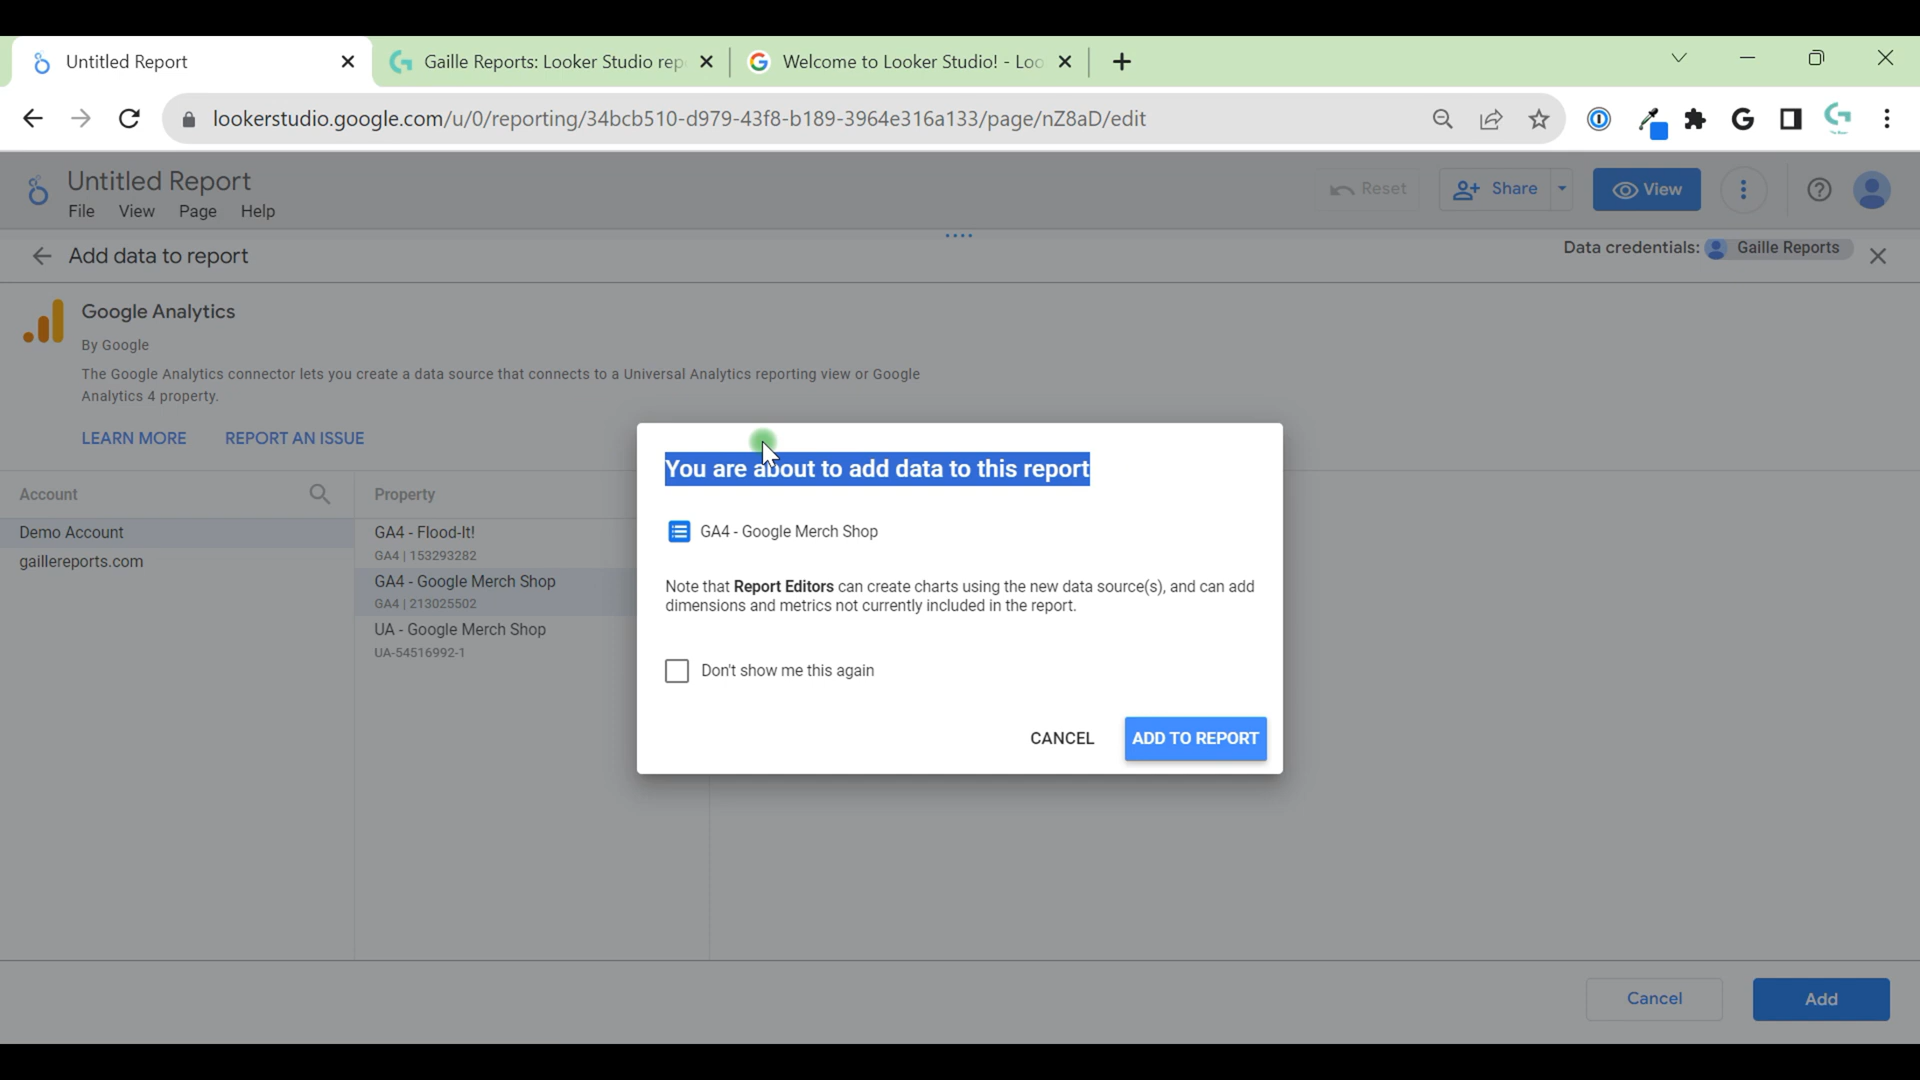 Untitled Report
Gaille Reports: Looker Studio rep
Welcome to Looker Studio! - Loo
lookerstudio.google.com/u/0/reporting/34bcb510-d979-43f8-b189-3964e316a133/page/nZ8aD/edit
Untitled Report
File View Page Help
Reset
Share
View
Add data to report
Data credentials: Gaille Reports
Google Analytics
By Google
The Google Analytics connector lets you create a data source that connects to a Universal Analytics reporting view or Google
Analytics 4 property.
LEARN MORE REPORT AN ISSUE
Account
Demo Account
gaillereports.com
Property
GA4 - Flood-It!
GA4 | 153293282
GA4 - Google Merch Shop
GA4 | 213025502
UA - Google Merch Shop
UA-54516992-1
You are about to add data to this report
GA4 - Google Merch Shop
Note that Report Editors can create charts using the new data source(s), and can add
dimensions and metrics not currently included in the report.
Don't show me this again
CANCEL ADD TO REPORT
Cancel Add